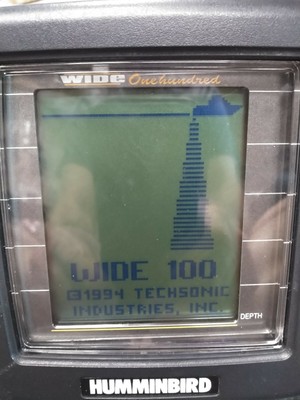 WIDE Onehundred
WIDE 100
©1994 TECHSONIC
INDUSTRIES, INC.
DEPTH
HUMMINBIRD